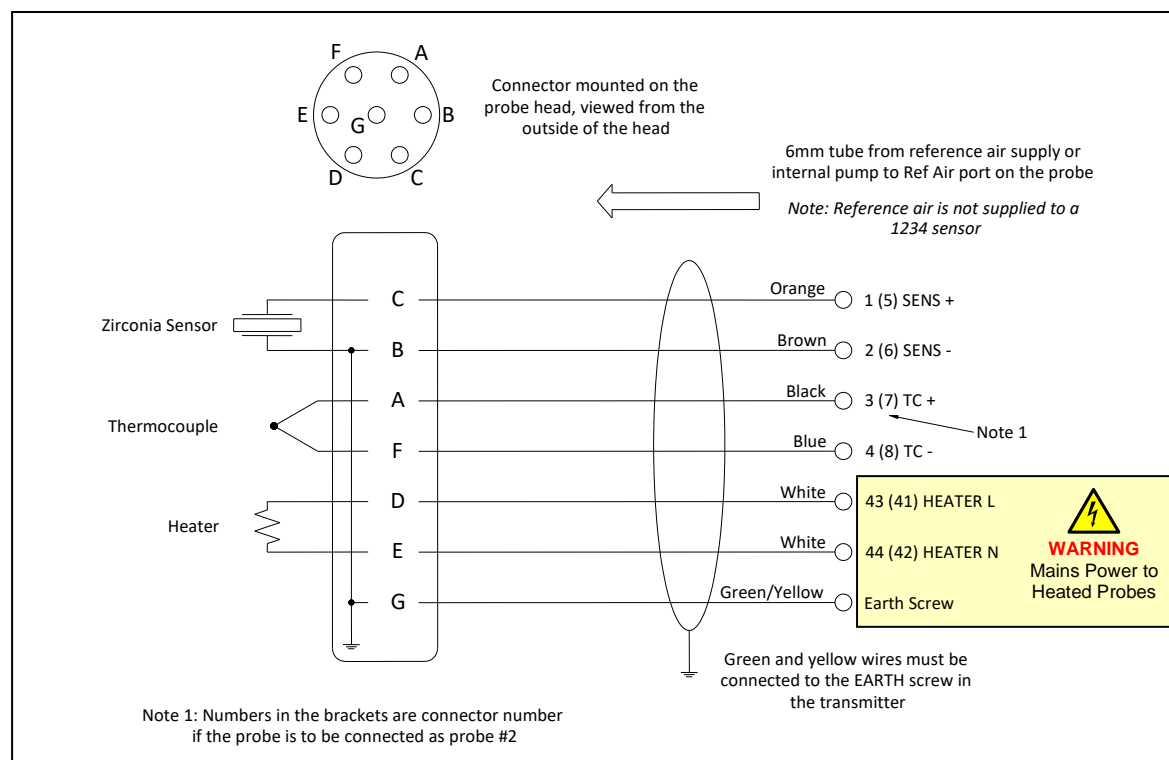 F
A
E
G
B
D
C
Connector mounted on the
probe head, viewed from the
outside of the head
6mm tube from reference air supply or
internal pump to Ref Air port on the probe
Note: Reference air is not supplied to a
1234 sensor
Zirconia Sensor
C
Orange
1 (5) SENS +
B
Brown
2 (6) SENS -
Thermocouple
A
Black
3 (7) TC +
Note 1
F
Blue
4 (8) TC -
Heater
D
White
43 (41) HEATER L
E
White
44 (42) HEATER N
G
Green/Yellow
Earth Screw
WARNING
Mains Power to
Heated Probes
Green and yellow wires must be
connected to the EARTH screw in
the transmitter
Note 1: Numbers in the brackets are connector number
if the probe is to be connected as probe #2